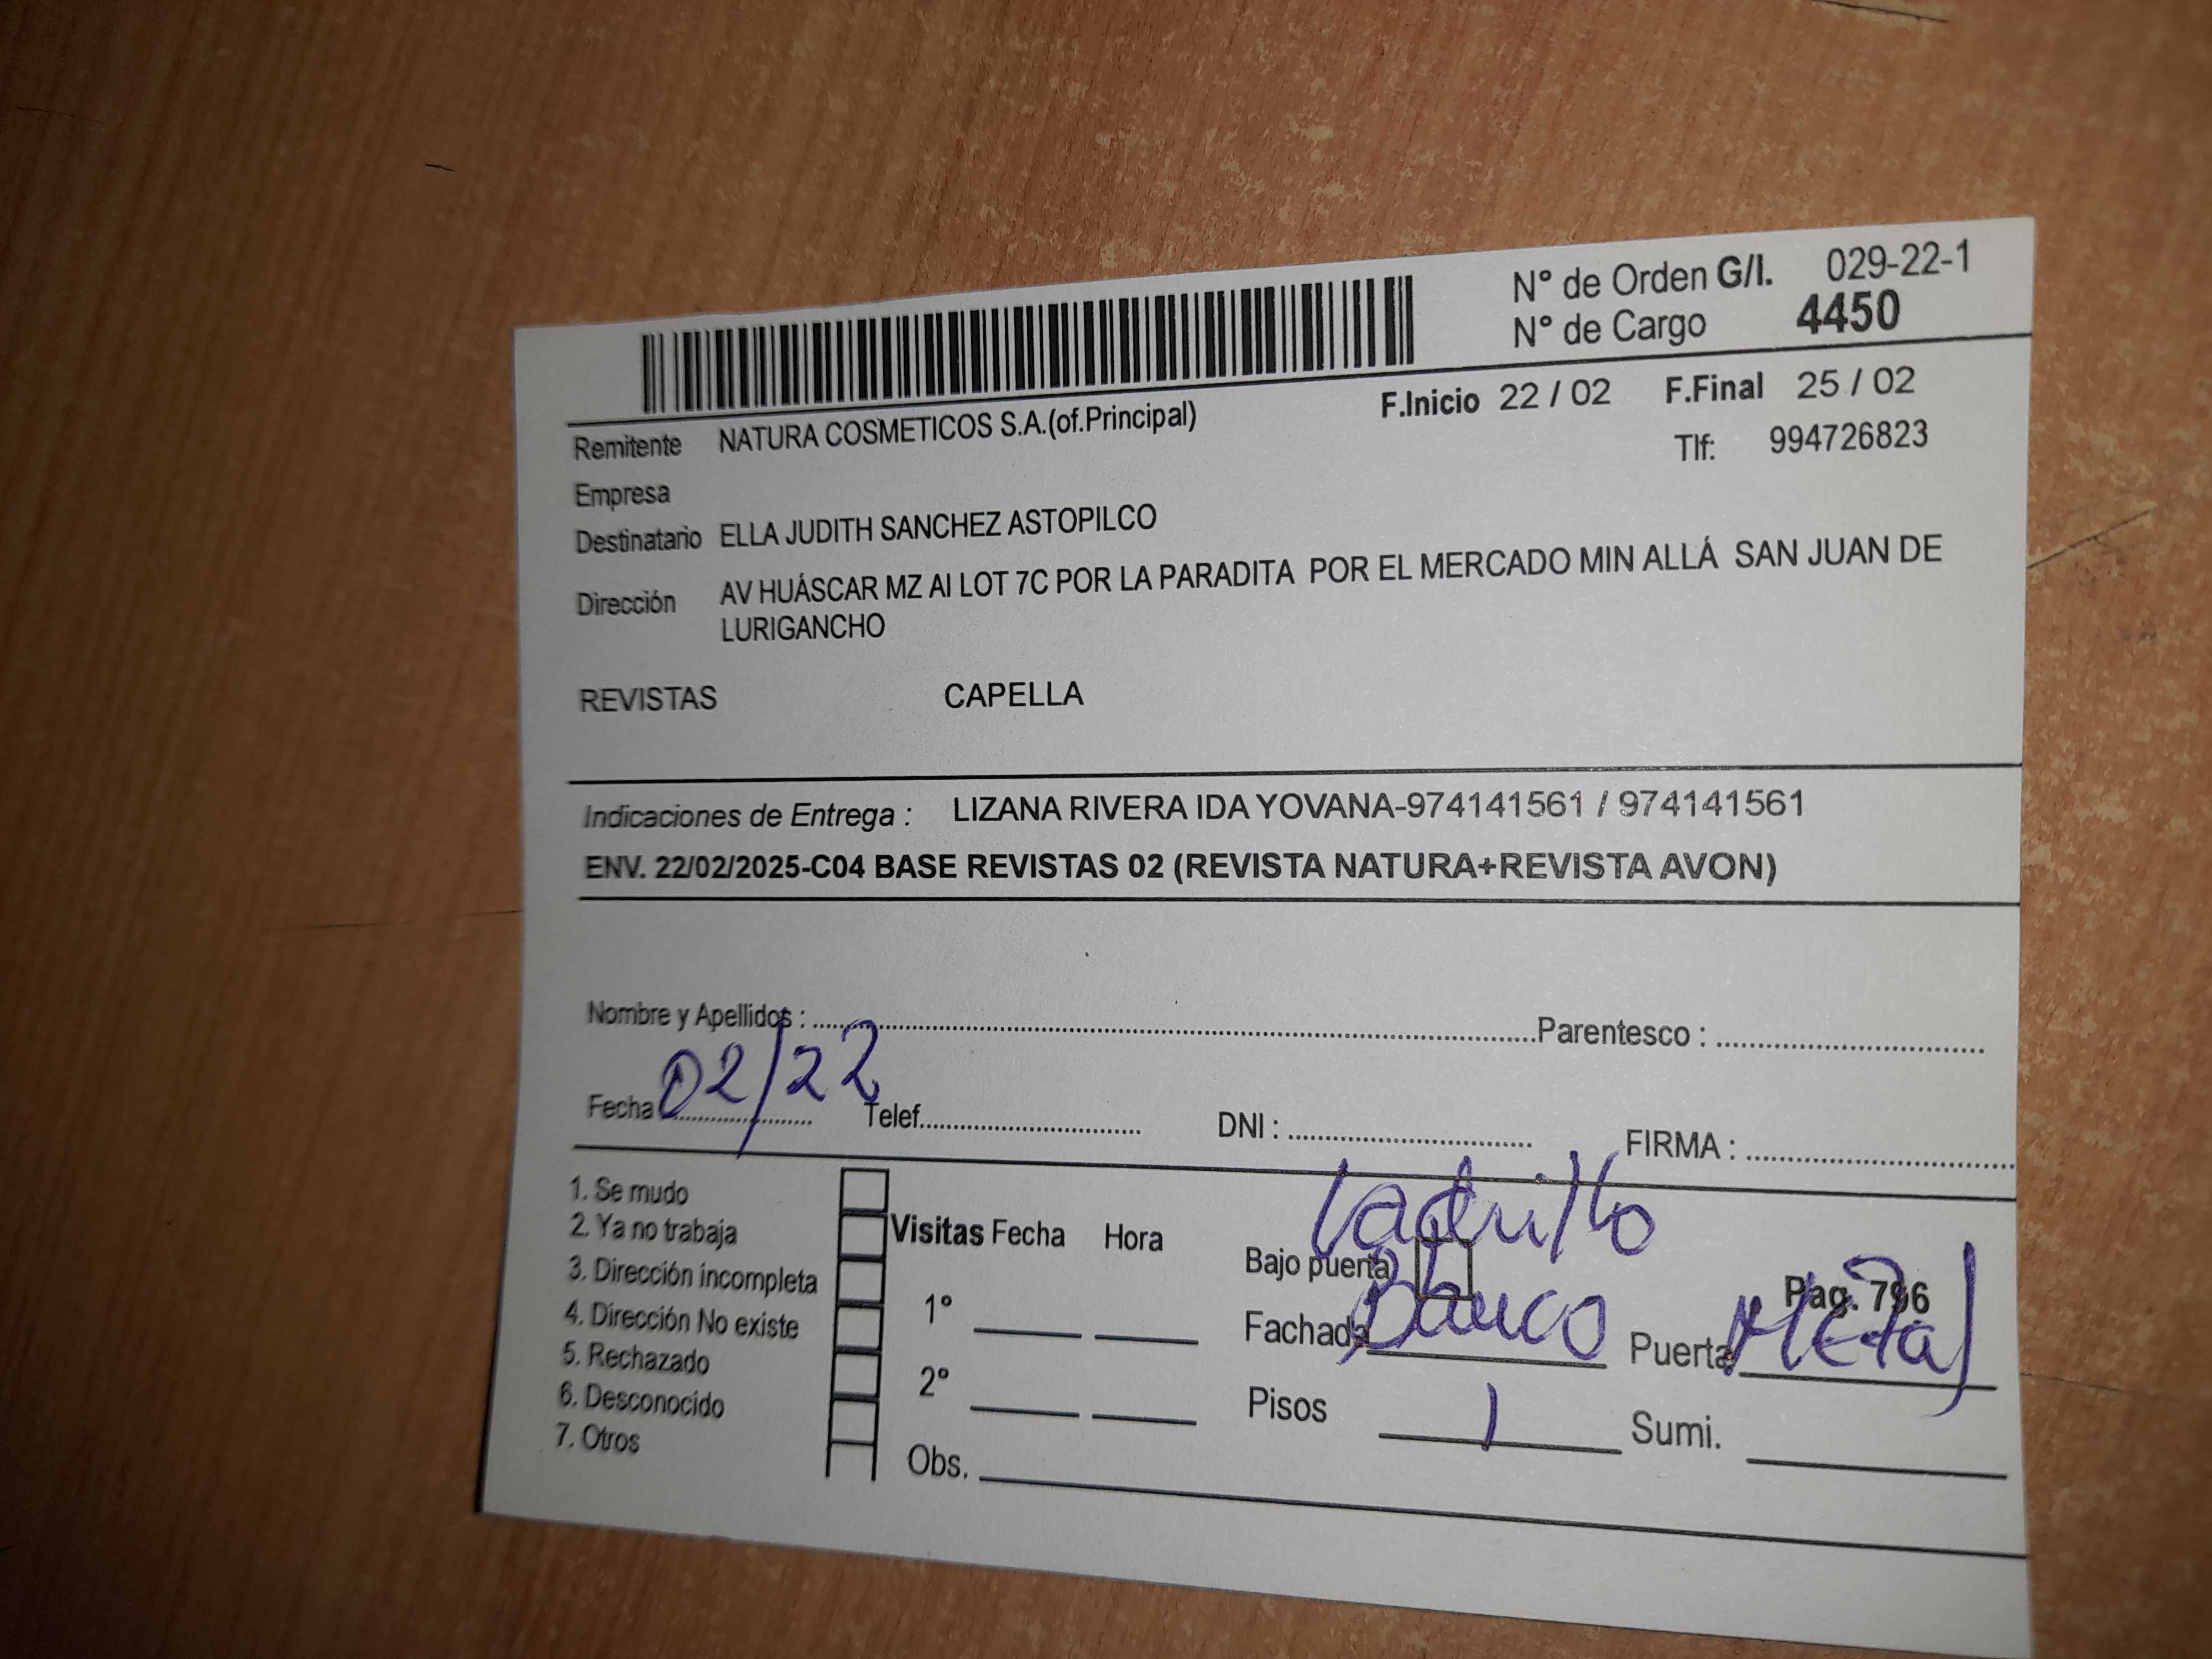 N° de Orden G/I. 029-22-1
N° de Cargo 4450
F.Inicio 22 / 02 F.Final 25 / 02
Remitente NATURA COSMETICOS S.A.(of.Principal)
Tlf: 994726823
Empresa
Destinatario ELLA JUDITH SANCHEZ ASTOPILCO
Dirección AV HUÁSCAR MZ AI LOT 7C POR LA PARADITA POR EL MERCADO MIN ALLÁ SAN JUAN DE
LURIGANCHO
REVISTAS CAPELLA
Indicaciones de Entrega : LIZANA RIVERA IDA YOVANA-974141561 / 974141561
ENV. 22/02/2025-C04 BASE REVISTAS 02 (REVISTA NATURA+REVISTA AVON)
Nombre y Apellidos : Parentesco :
Fecha 02/22 Telef. DNI : FIRMA :
1. Se mudo
2. Ya no trabaja
3. Dirección incompleta
4. Dirección No existe
5. Rechazado
6. Desconocido
7. Otros
Visitas Fecha Hora
1°
2°
Obs.
ladrillo
Bajo puerta
Pag. 796
Fachada Blanco Puerta Metal
Pisos 1 Sumi.